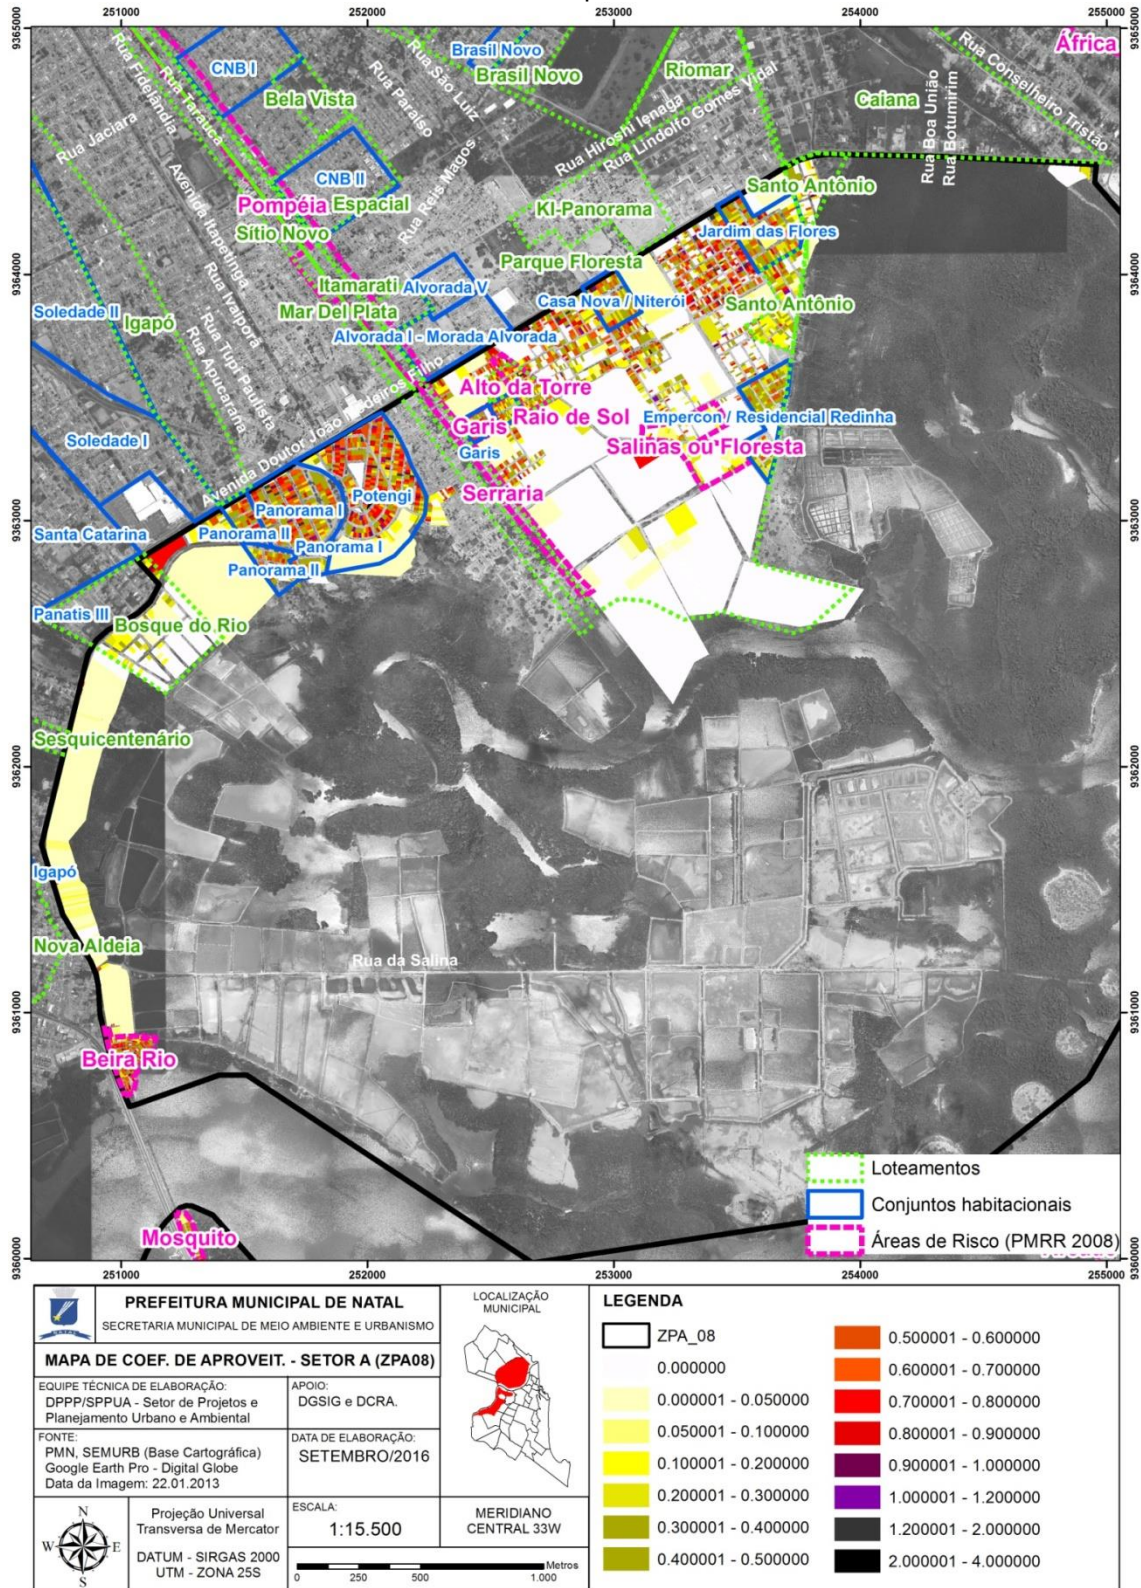 251000
252000
253000
254000
255000
9365000
9365000
África
CNB I
Brasil Novo
Brasil Novo
Riomar
Rua São Luiz
Rua Paraíso
Rua Fidelândia
Rua Tarauca
Bela Vista
Caiana
Rua Conselheiro Tristão
Rua Boa União
Rua Botumirim
Rua Hiroshi Ienaga
Rua Lindolfo Gomes Vidal
Rua Jaciara
Rua Reis Magos
CNB II
Pompéia
Espacial
Sítio Novo
Santo Antônio
KI-Panorama
Jardim das Flores
Avenida Itapetinga
Rua Ivaiporã
Rua Tupi Paulista
Rua Apucarana
9364000
9364000
Parque Floresta
Itamarati
Alvorada V
Casa Nova / Niterói
Mar Del Plata
Santo Antônio
Soledade II
Igapó
Alvorada I - Morada Alvorada
Avenida Doutor João Medeiros Filho
Alto da Torre
Raio de Sol
Empercon / Residencial Redinha
Garis
Garis
Salinas ou Floresta
Soledade I
Potengi
Serraria
Panorama I
9363000
9363000
Santa Catarina
Panorama II
Panorama I
Panorama II
Panatis III
Bosque do Rio
Sesquicentenário
9362000
9362000
Igapó
Nova Aldeia
Rua da Salina
9361000
9361000
Beira Rio
Loteamentos
Conjuntos habitacionais
Áreas de Risco (PMRR 2008)
Mosquito
9360000
9360000
251000
252000
253000
254000
255000
NATAL
PREFEITURA MUNICIPAL DE NATAL
SECRETARIA MUNICIPAL DE MEIO AMBIENTE E URBANISMO
MAPA DE COEF. DE APROVEIT. - SETOR A (ZPA08)
EQUIPE TÉCNICA DE ELABORAÇÃO:
DPPP/SPPUA - Setor de Projetos e
Planejamento Urbano e Ambiental
APOIO:
DGSIG e DCRA.
FONTE:
PMN, SEMURB (Base Cartográfica)
Google Earth Pro - Digital Globe
Data da Imagem: 22.01.2013
DATA DE ELABORAÇÃO:
SETEMBRO/2016
N
W
E
S
Projeção Universal
Transversa de Mercator
DATUM - SIRGAS 2000
UTM - ZONA 25S
ESCALA:
1:15.500
0 250 500 1.000
Metros
LOCALIZAÇÃO
MUNICIPAL
MERIDIANO
CENTRAL 33W
LEGENDA
ZPA_08
0.000000
0.000001 - 0.050000
0.050001 - 0.100000
0.100001 - 0.200000
0.200001 - 0.300000
0.300001 - 0.400000
0.400001 - 0.500000
0.500001 - 0.600000
0.600001 - 0.700000
0.700001 - 0.800000
0.800001 - 0.900000
0.900001 - 1.000000
1.000001 - 1.200000
1.200001 - 2.000000
2.000001 - 4.000000